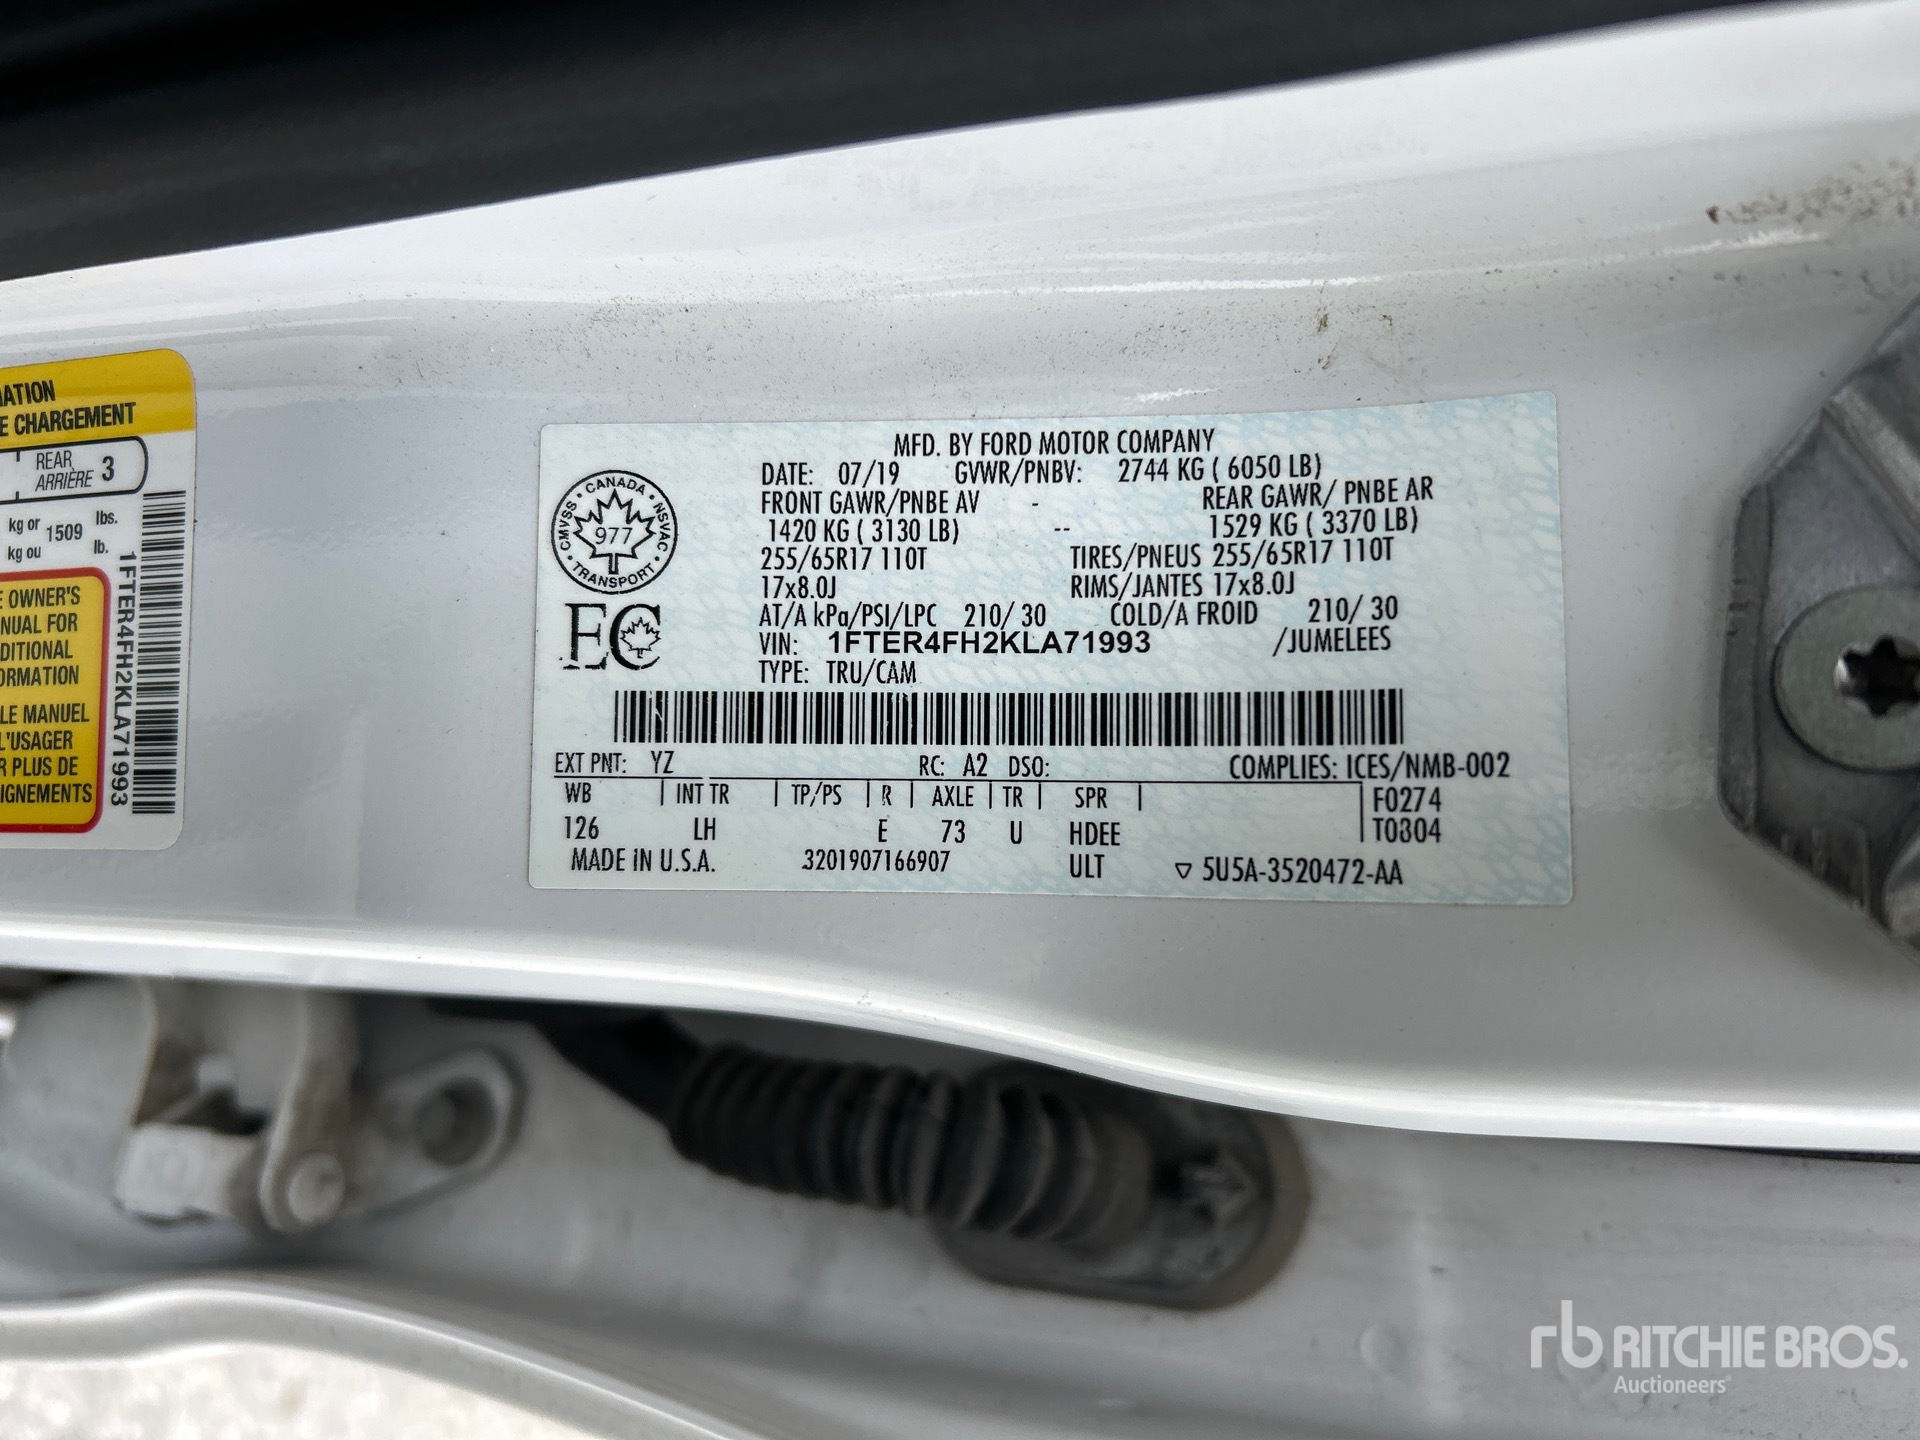 MATION
E CHARGEMENT
REAR
ARRIÈRE 3
kg or 1509 lbs.
kg ou lb.
1FTER4FH2KLA71993
OWNER'S
FOR
INFORMATION
LE MANUEL
L'USAGER
PLUS DE
MFD. BY FORD MOTOR COMPANY
DATE: 07/19 GVWR/PNBV: 2744 KG ( 6050 LB)
FRONT GAWR/PNBE AV - REAR GAWR/ PNBE AR
1420 KG ( 3130 LB) -- 1529 KG ( 3370 LB)
255/65R17 110T TIRES/PNEUS 255/65R17 110T
17x8.0J RIMS/JANTES 17x8.0J
AT/A kPa/PSI/LPC 210/ 30 COLD/A FROID 210/ 30
VIN: 1FTER4FH2KLA71993 /JUMELEES
TYPE: TRU/CAM
CANADA
CMVSS NSVAC
977
TRANSPORT
EC
EXT PNT: YZ RC: A2 DSO: COMPLIES: ICES/NMB-002
WB | INT TR | TP/PS | R | AXLE | TR | SPR | F0274
126 LH E 73 U HDEE | T0304
MADE IN U.S.A. 3201907166907 ULT ▽ 5U5A-3520472-AA
rb RITCHIE BROS.
Auctioneers